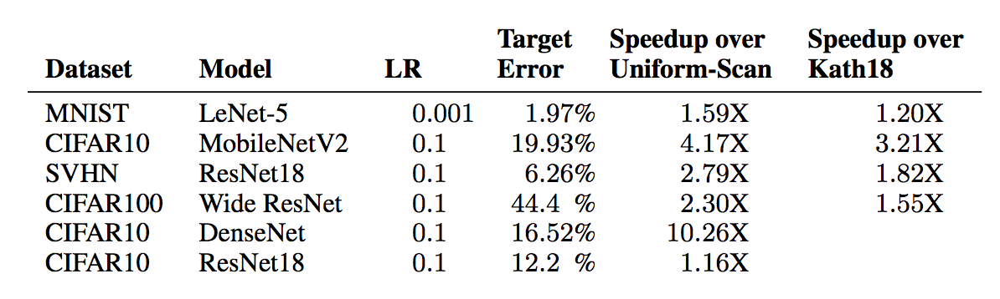 Target Speedup over Speedup over
Dataset Model LR Error Uniform-Scan Kath18
MNIST LeNet-5 0.001 1.97% 1.59X 1.20X
CIFAR10 MobileNetV2 0.1 19.93% 4.17X 3.21X
SVHN ResNet18 0.1 6.26% 2.79X 1.82X
CIFAR100 Wide ResNet 0.1 44.4 % 2.30X 1.55X
CIFAR10 DenseNet 0.1 16.52% 10.26X
CIFAR10 ResNet18 0.1 12.2 % 1.16X